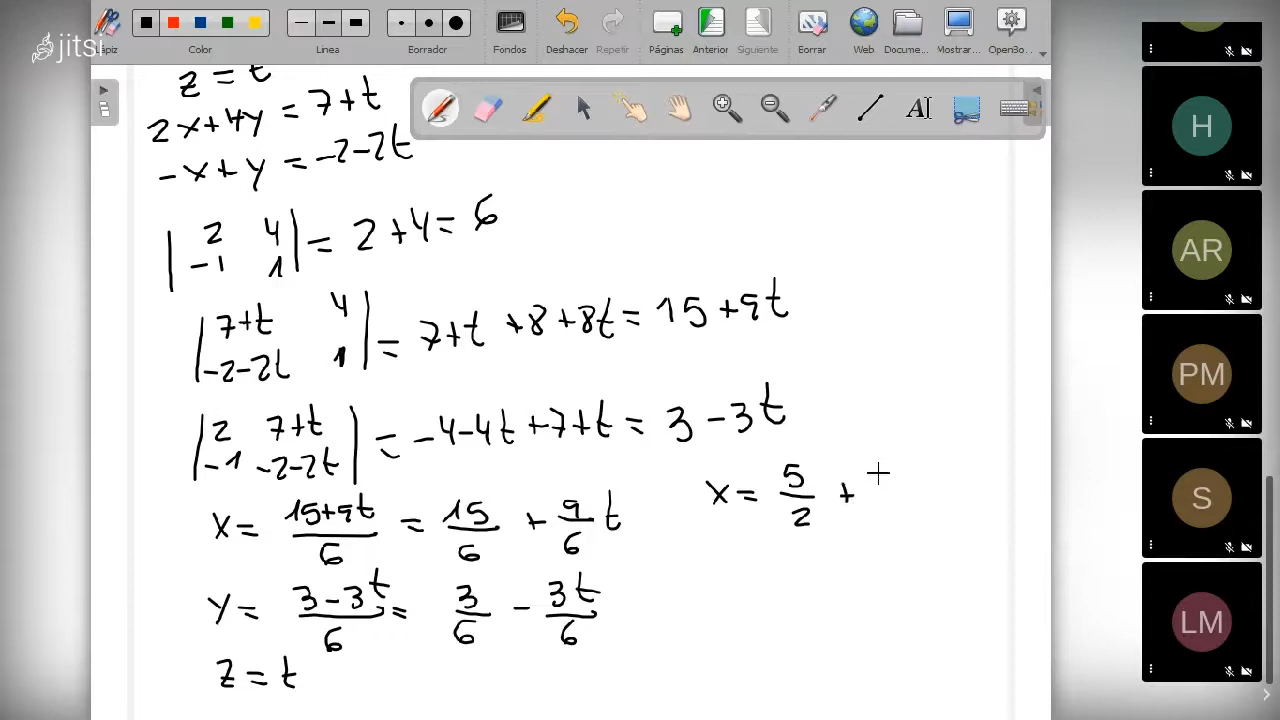 jitsi
Lápiz Color Línea Borrador Fondos Deshacer Repetir Páginas Anterior Siguiente Borrar Docume... Mostrar... OpenBo...
z = t
2x+4y = 7+t
-x+y = -2-2t
| 2 4 |
| -1 1 | = 2+4= 6
| 7+t 4 |
| -2-2t 1 | = 7+t +8+8t= 15+9t
| 2 7+t |
| -1 -2-2t | = -4-4t+7+t = 3-3t
x= 15+9t/6 = 15/6 + 9/6 t
x= 5/2 +
y= 3-3t/6 = 3/6 - 3t/6
z = t
H
AR
PM
S
LM